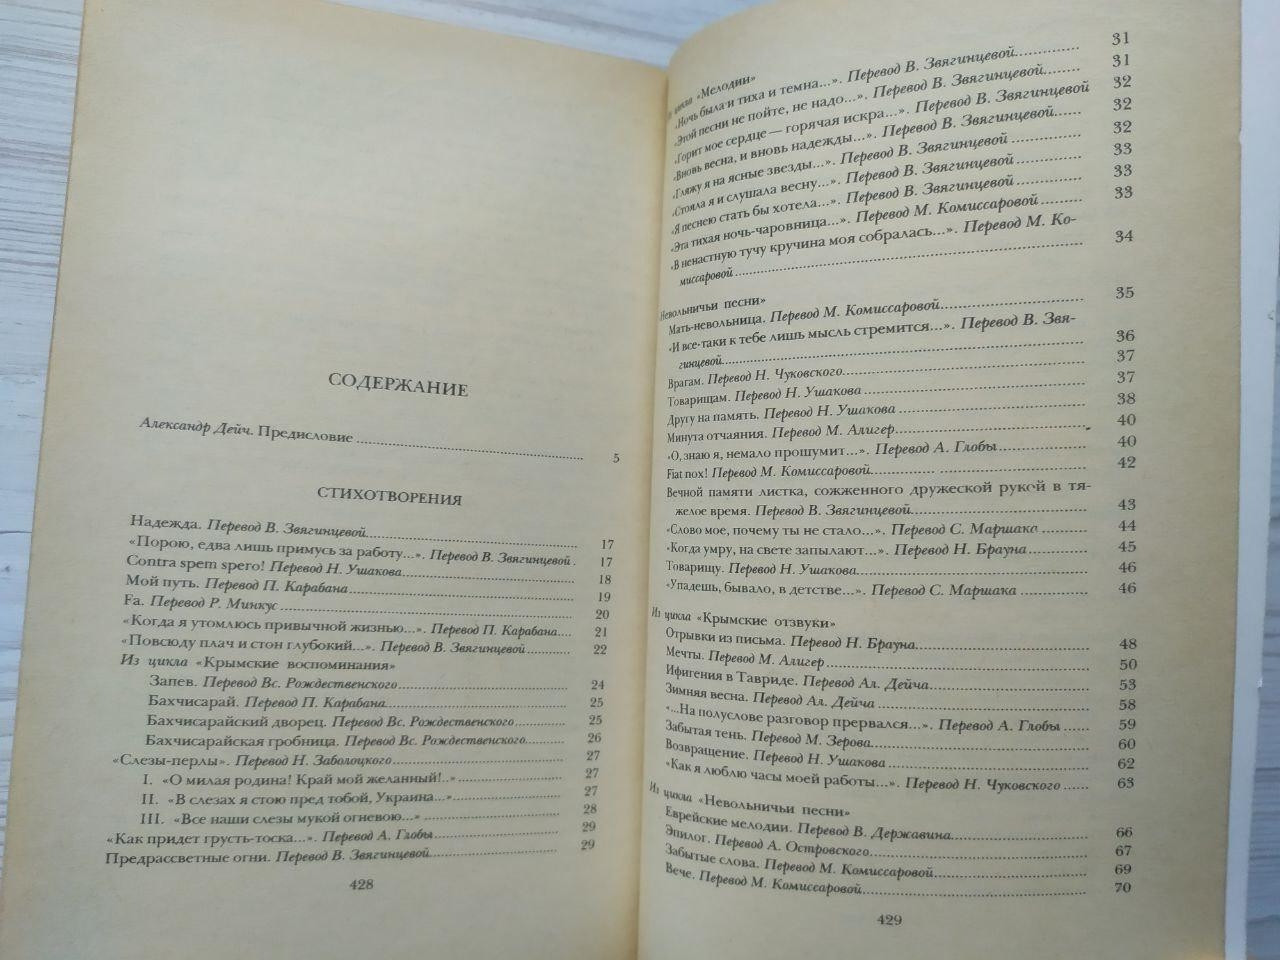 СОДЕРЖАНИЕ
Александр Дейч. Предисловие ........ 5
СТИХОТВОРЕНИЯ
Надежда. Перевод В. Звягинцевой........ 17
«Порою, едва лишь примусь за работу...». Перевод В. Звягинцевой . 17
Contra spem spero! Перевод Н. Ушакова........ 18
Мой путь. Перевод П. Карабана........ 19
Fa. Перевод Р. Минкус........ 20
«Когда я утомлюсь привычной жизнью...». Перевод П. Карабана.... 21
«Повсюду плач и стон глубокий...». Перевод В. Звягинцевой........ 22
Из цикла «Крымские воспоминания»
Запев. Перевод Вс. Рождественского........ 24
Бахчисарай. Перевод П. Карабана........ 25
Бахчисарайский дворец. Перевод Вс. Рождественского........ 25
Бахчисарайская гробница. Перевод Вс. Рождественского........ 26
«Слезы-перлы». Перевод Н. Заболоцкого........ 27
I. «О милая родина! Край мой желанный!..»........ 27
II. «В слезах я стою пред тобой, Украина...»........ 27
III. «Все наши слезы мукой огневою...»........ 28
«Как придет грусть-тоска...». Перевод А. Глобы........ 29
Предрассветные огни. Перевод В. Звягинцевой........ 29
428
цикла «Мелодии»
«Ночь была и тиха и темна...». Перевод В. Звягинцевой........ 31
«Этой песни не пойте, не надо...». Перевод В. Звягинцевой........ 31
«Горит мое сердце — горячая искра...». Перевод В. Звягинцевой 32
«Вновь весна, и вновь надежды...». Перевод В. Звягинцевой...... 32
«Гляжу я на ясные звезды...». Перевод В. Звягинцевой ........ 32
«Стояла я и слушала весну...». Перевод В. Звягинцевой ........ 33
«Я песнею стать бы хотела...». Перевод В. Звягинцевой ........ 33
«Эта тихая ночь-чаровница...». Перевод М. Комиссаровой ........ 33
«В ненастную тучу кручина моя собралась...». Перевод М. Ко-
миссаровой........ 34
Невольничьи песни»
Мать-невольница. Перевод М. Комиссаровой........ 35
«И все-таки к тебе лишь мысль стремится...». Перевод В. Звя-
гинцевой........ 36
Врагам. Перевод Н. Чуковского........ 37
Товарищам. Перевод Н. Ушакова ........ 37
Другу на память. Перевод Н. Ушакова ........ 38
Минута отчаяния. Перевод М. Алигер........ 40
«О, знаю я, немало прошумит...». Перевод А. Глобы........ 40
Fiat nox! Перевод М. Комиссаровой........ 42
Вечной памяти листка, сожженного дружеской рукой в тя-
желое время. Перевод В. Звягинцевой........ 43
«Слово мое, почему ты не стало...». Перевод С. Маршака ........ 44
«Когда умру, на свете запылают...». Перевод Н. Брауна........ 45
Товарищу. Перевод Н. Ушакова........ 46
«Упадешь, бывало, в детстве...». Перевод С. Маршака ........ 46
Из цикла «Крымские отзвуки»
Отрывки из письма. Перевод Н. Брауна........ 48
Мечты. Перевод М. Алигер........ 50
Ифигения в Тавриде. Перевод Ал. Дейча........ 53
Зимняя весна. Перевод Ал. Дейча ........ 58
«...На полуслове разговор прервался...». Перевод А. Глобы ...... 59
Забытая тень. Перевод М. Зерова........ 60
Возвращение. Перевод Н. Ушакова ........ 62
«Как я люблю часы моей работы...». Перевод Н. Чуковского ...... 63
Из цикла «Невольничьи песни»
Еврейские мелодии. Перевод В. Державина........ 66
Эпилог. Перевод А. Островского........ 67
Забытые слова. Перевод М. Комиссаровой........ 69
Вече. Перевод М. Комиссаровой........ 70
429